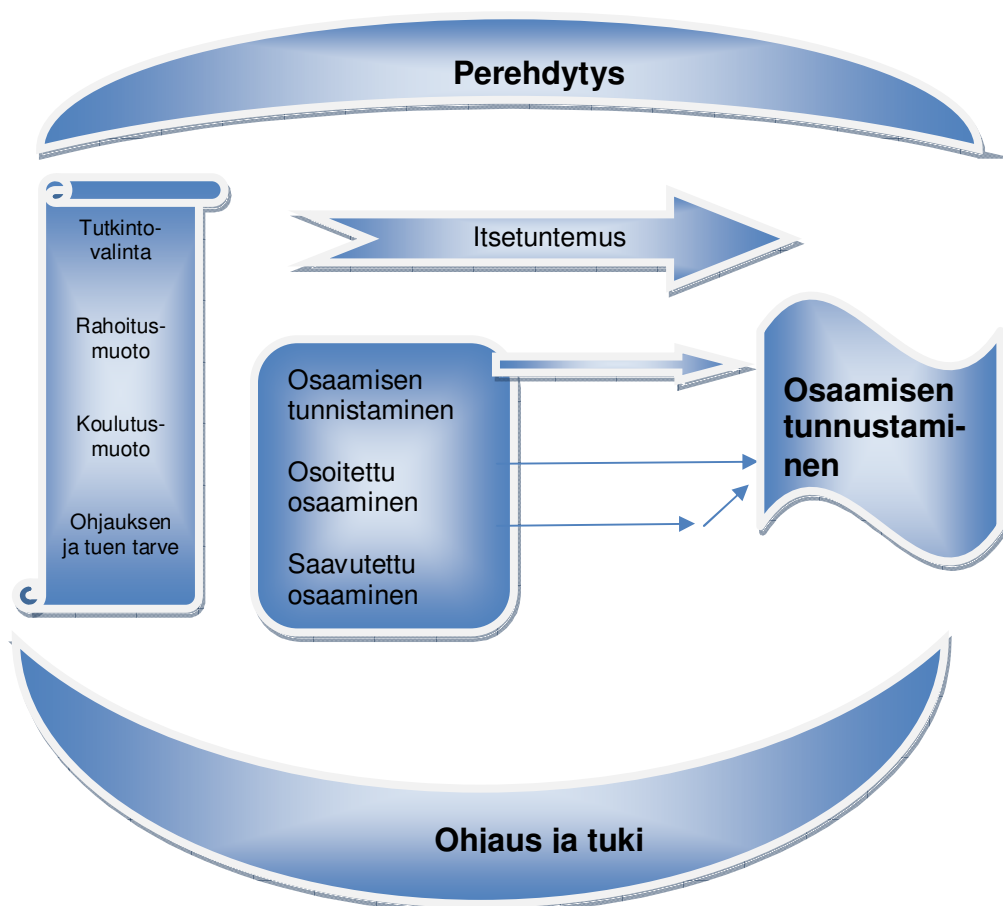 Perehdytys
Tutkinto-
valinta
Rahoitus-
muoto
Koulutus-
muoto
Ohjauksen
ja tuen tarve
Itsetuntemus
Osaamisen
tunnistaminen
Osoitettu
osaaminen
Saavutettu
osaaminen
Osaamisen
tunnustami-
nen
Ohjaus ja tuki